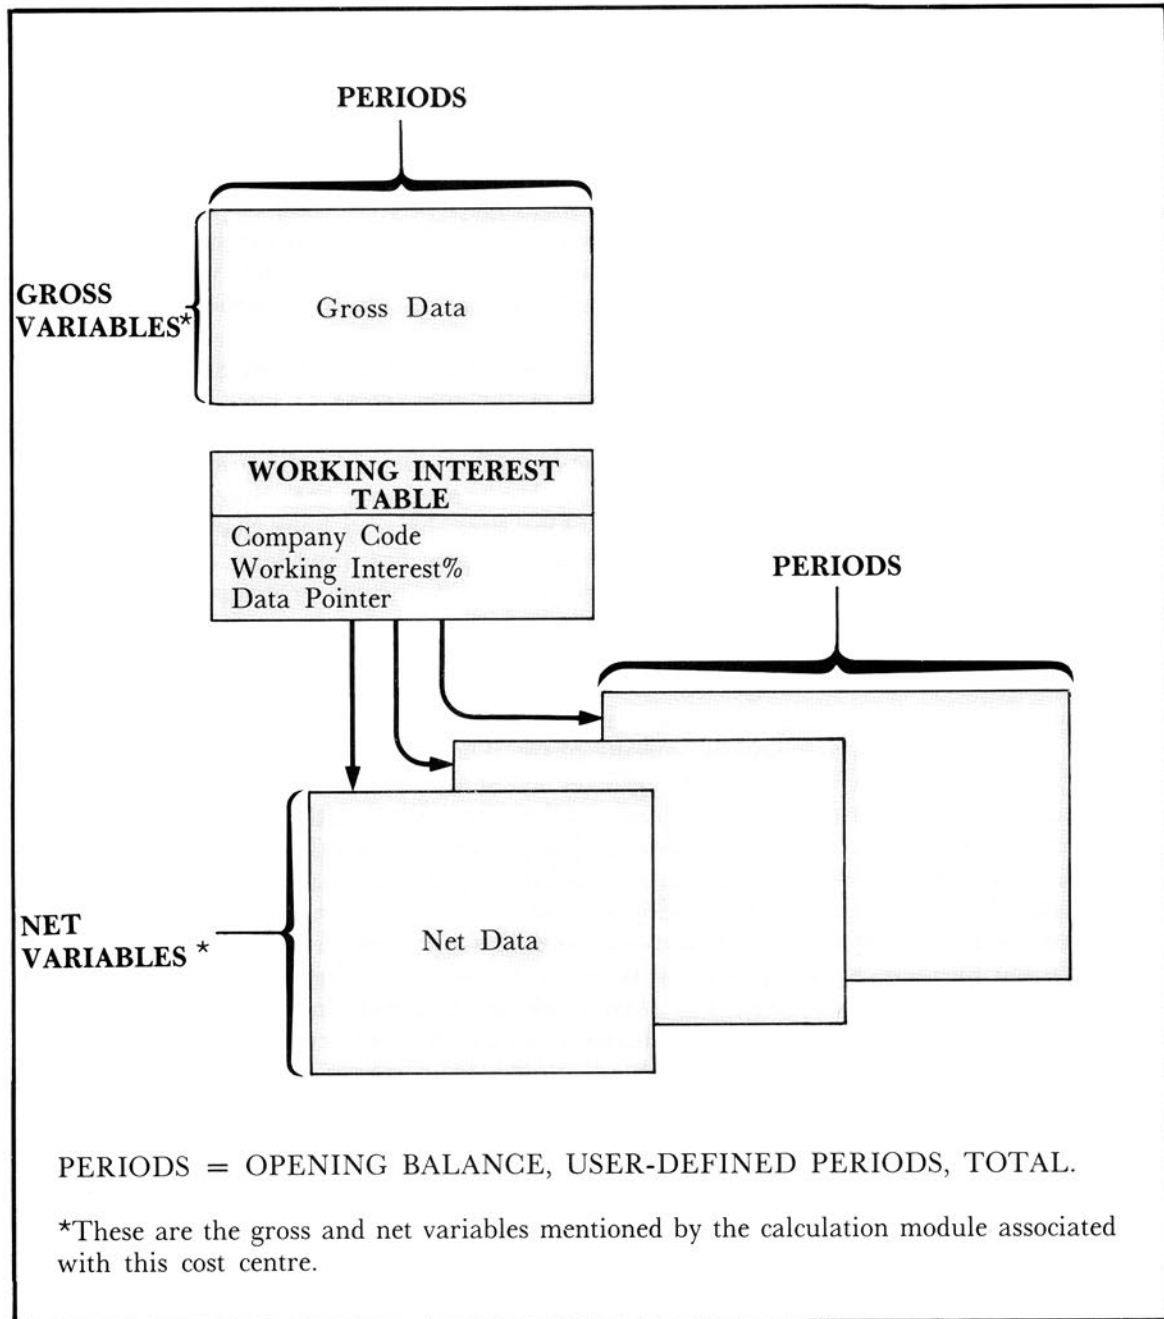 PERIODS
GROSS
VARIABLES*
Gross Data
WORKING INTEREST
TABLE
Company Code
Working Interest%
Data Pointer
PERIODS
NET
VARIABLES *
Net Data
PERIODS = OPENING BALANCE, USER-DEFINED PERIODS, TOTAL.
*These are the gross and net variables mentioned by the calculation module associated
with this cost centre.